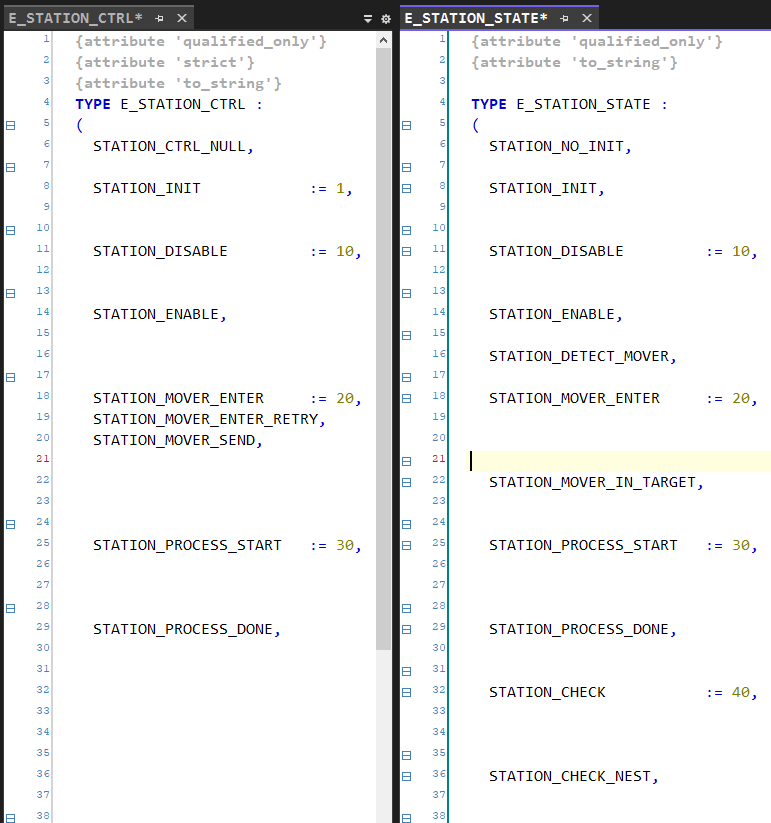 E_STATION_CTRL*
1 {attribute 'qualified_only'}
2 {attribute 'strict'}
3 {attribute 'to_string'}
4 TYPE E_STATION_CTRL :
5 (
6 STATION_CTRL_NULL,
7
8 STATION_INIT := 1,
9
10
11 STATION_DISABLE := 10,
12
13
14 STATION_ENABLE,
15
16
17
18 STATION_MOVER_ENTER := 20,
19 STATION_MOVER_ENTER_RETRY,
20 STATION_MOVER_SEND,
21
22
23
24
25 STATION_PROCESS_START := 30,
26
27
28
29 STATION_PROCESS_DONE,
30
31
32
33
34
35
36
37
38
E_STATION_STATE*
1 {attribute 'qualified_only'}
2 {attribute 'to_string'}
3
4 TYPE E_STATION_STATE :
5 (
6 STATION_NO_INIT,
7
8 STATION_INIT,
9
10
11 STATION_DISABLE := 10,
12
13
14 STATION_ENABLE,
15
16 STATION_DETECT_MOVER,
17
18 STATION_MOVER_ENTER := 20,
19
20
21
22 STATION_MOVER_IN_TARGET,
23
24
25 STATION_PROCESS_START := 30,
26
27
28
29 STATION_PROCESS_DONE,
30
31
32 STATION_CHECK := 40,
33
34
35
36 STATION_CHECK_NEST,
37
38